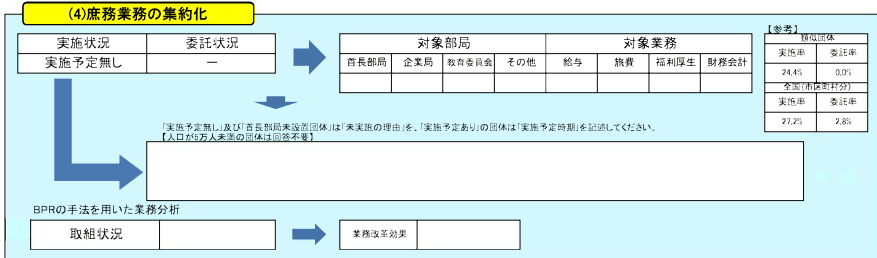 (4)庶務業務の集約化
【参考】
実施状況 委託状況
実施予定無し ー
対象部局 対象業務
首長部局 企業局 教育委員会 その他 給与 旅費 福利厚生 財務会計
類似団体
実施率 委託率
24.4% 0.0%
全国(市区町村分)
実施率 委託率
27.2% 2.8%
「実施予定無し」及び「首長部局未設置団体」は「未実施の理由」を、「実施予定あり」の団体は「実施予定時期」を記述してください。
【人口が5万人未満の団体は回答不要】
BPRの手法を用いた業務分析
取組状況
業務改革効果